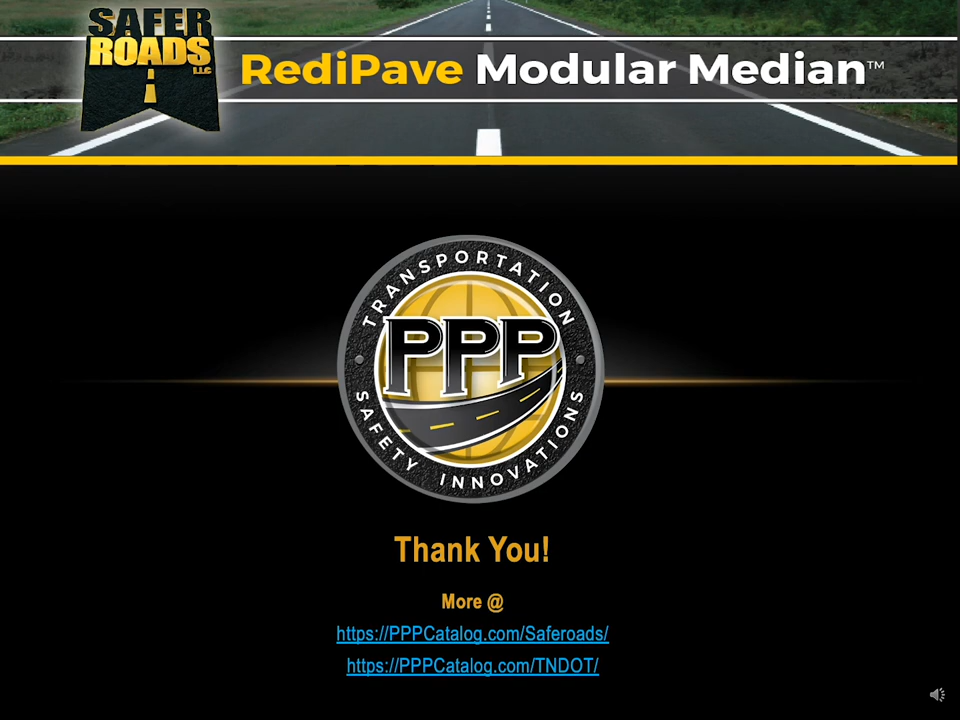 SAFER
ROADS
LLC
RediPave Modular Median™
TRANSPORTATION
PPP
SAFETY INNOVATIONS
Thank You!
More @
https://PPPCatalog.com/Saferoads/
https://PPPCatalog.com/TNDOT/